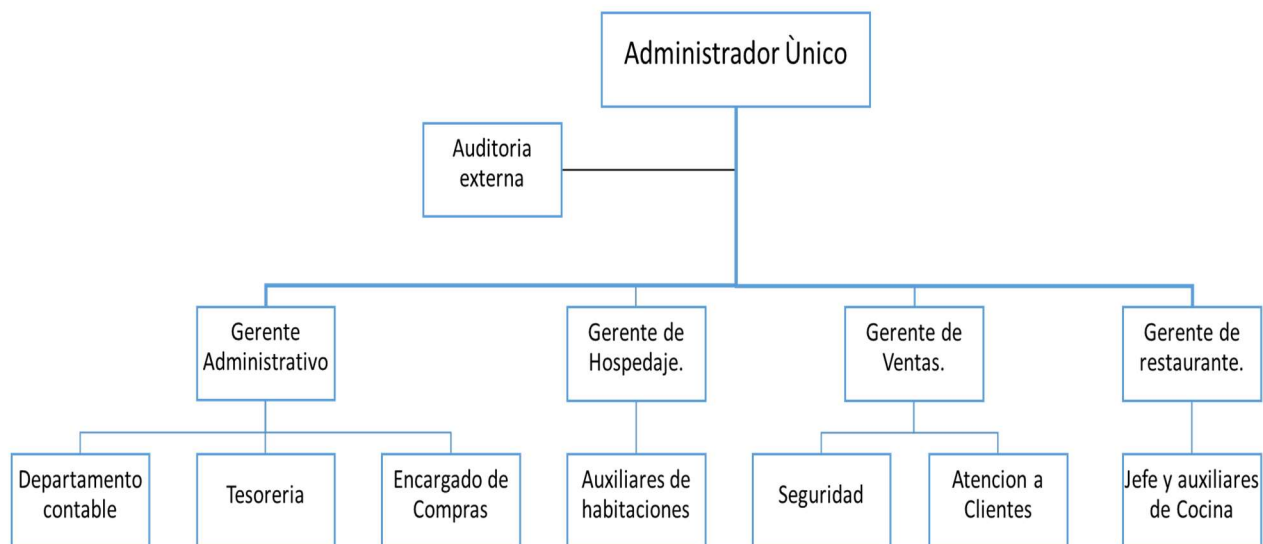 Administrador Ùnico
Auditoria
externa
Gerente
Administrativo
Gerente de
Hospedaje.
Gerente de
Ventas.
Gerente de
restaurante.
Departamento
contable
Tesoreria
Encargado de
Compras
Auxiliares de
habitaciones
Seguridad
Atencion a
Clientes
Jefe y auxiliares
de Cocina